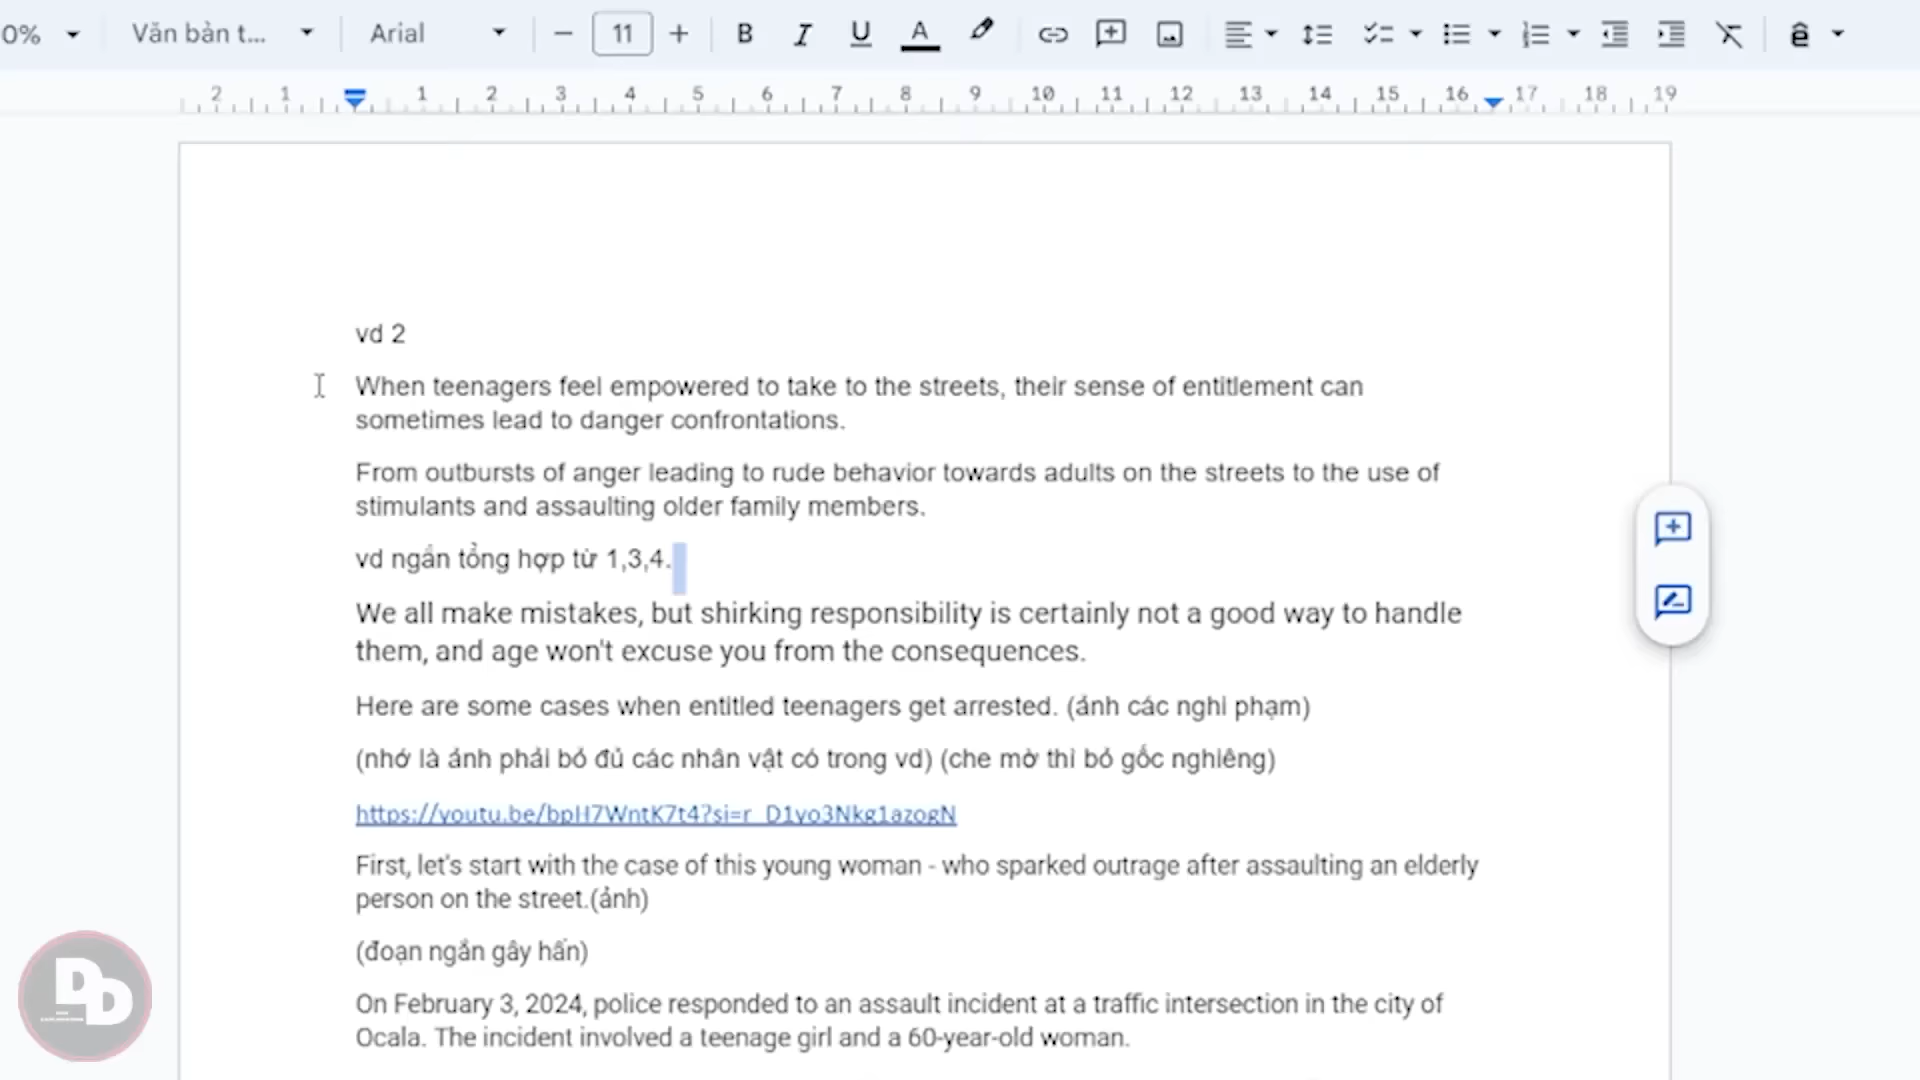 0% Văn bản t... Arial 11 B I U A ê
2 1 1 2 3 4 5 6 7 8 9 10 11 12 13 14 15 16 17 18 19
vd 2
When teenagers feel empowered to take to the streets, their sense of entitlement can
sometimes lead to danger confrontations.
From outbursts of anger leading to rude behavior towards adults on the streets to the use of
stimulants and assaulting older family members.
vd ngắn tổng hợp từ 1,3,4.
We all make mistakes, but shirking responsibility is certainly not a good way to handle
them, and age won't excuse you from the consequences.
Here are some cases when entitled teenagers get arrested. (ảnh các nghi phạm)
(nhớ là ảnh phải bỏ đủ các nhân vật có trong vd) (che mờ thì bỏ gốc nghiêng)
https://youtu.be/bpH7WntK7t4?si=r_D1yo3Nkg1azogN
First, let's start with the case of this young woman - who sparked outrage after assaulting an elderly
person on the street.(ảnh)
(đoạn ngắn gây hấn)
On February 3, 2024, police responded to an assault incident at a traffic intersection in the city of
Ocala. The incident involved a teenage girl and a 60-year-old woman.
DD